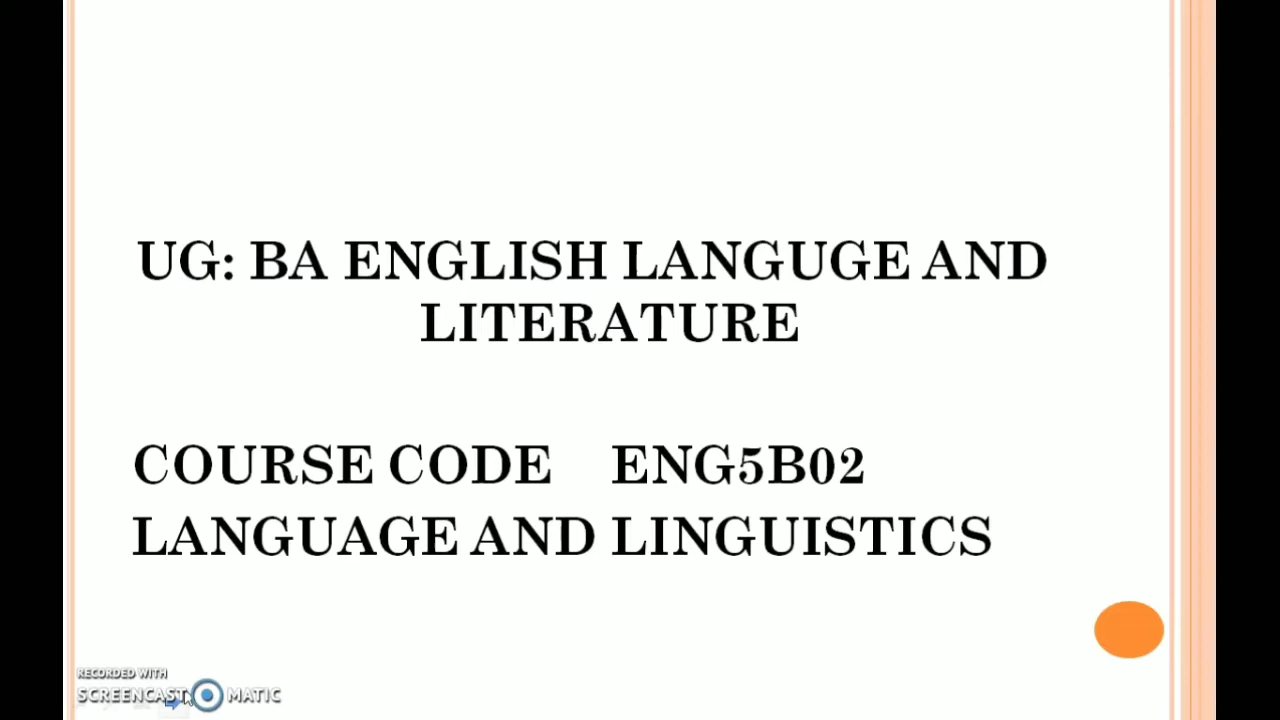 UG: BA ENGLISH LANGUGE AND
LITERATURE
COURSE CODE ENG5B02
LANGUAGE AND LINGUISTICS
RECORDED WITH
SCREENCAST MATIC